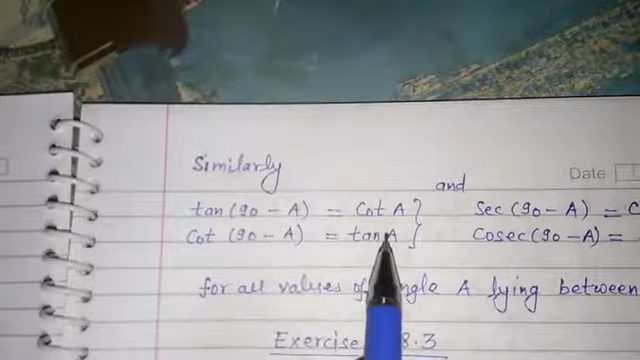 Similarly
Date
and
tan (90 - A) = Cot A } Sec (90 - A) = C
Cot (90 - A) = tan A } Cosec (90 - A) =
for all values of angle A lying between
Exercise 8.3